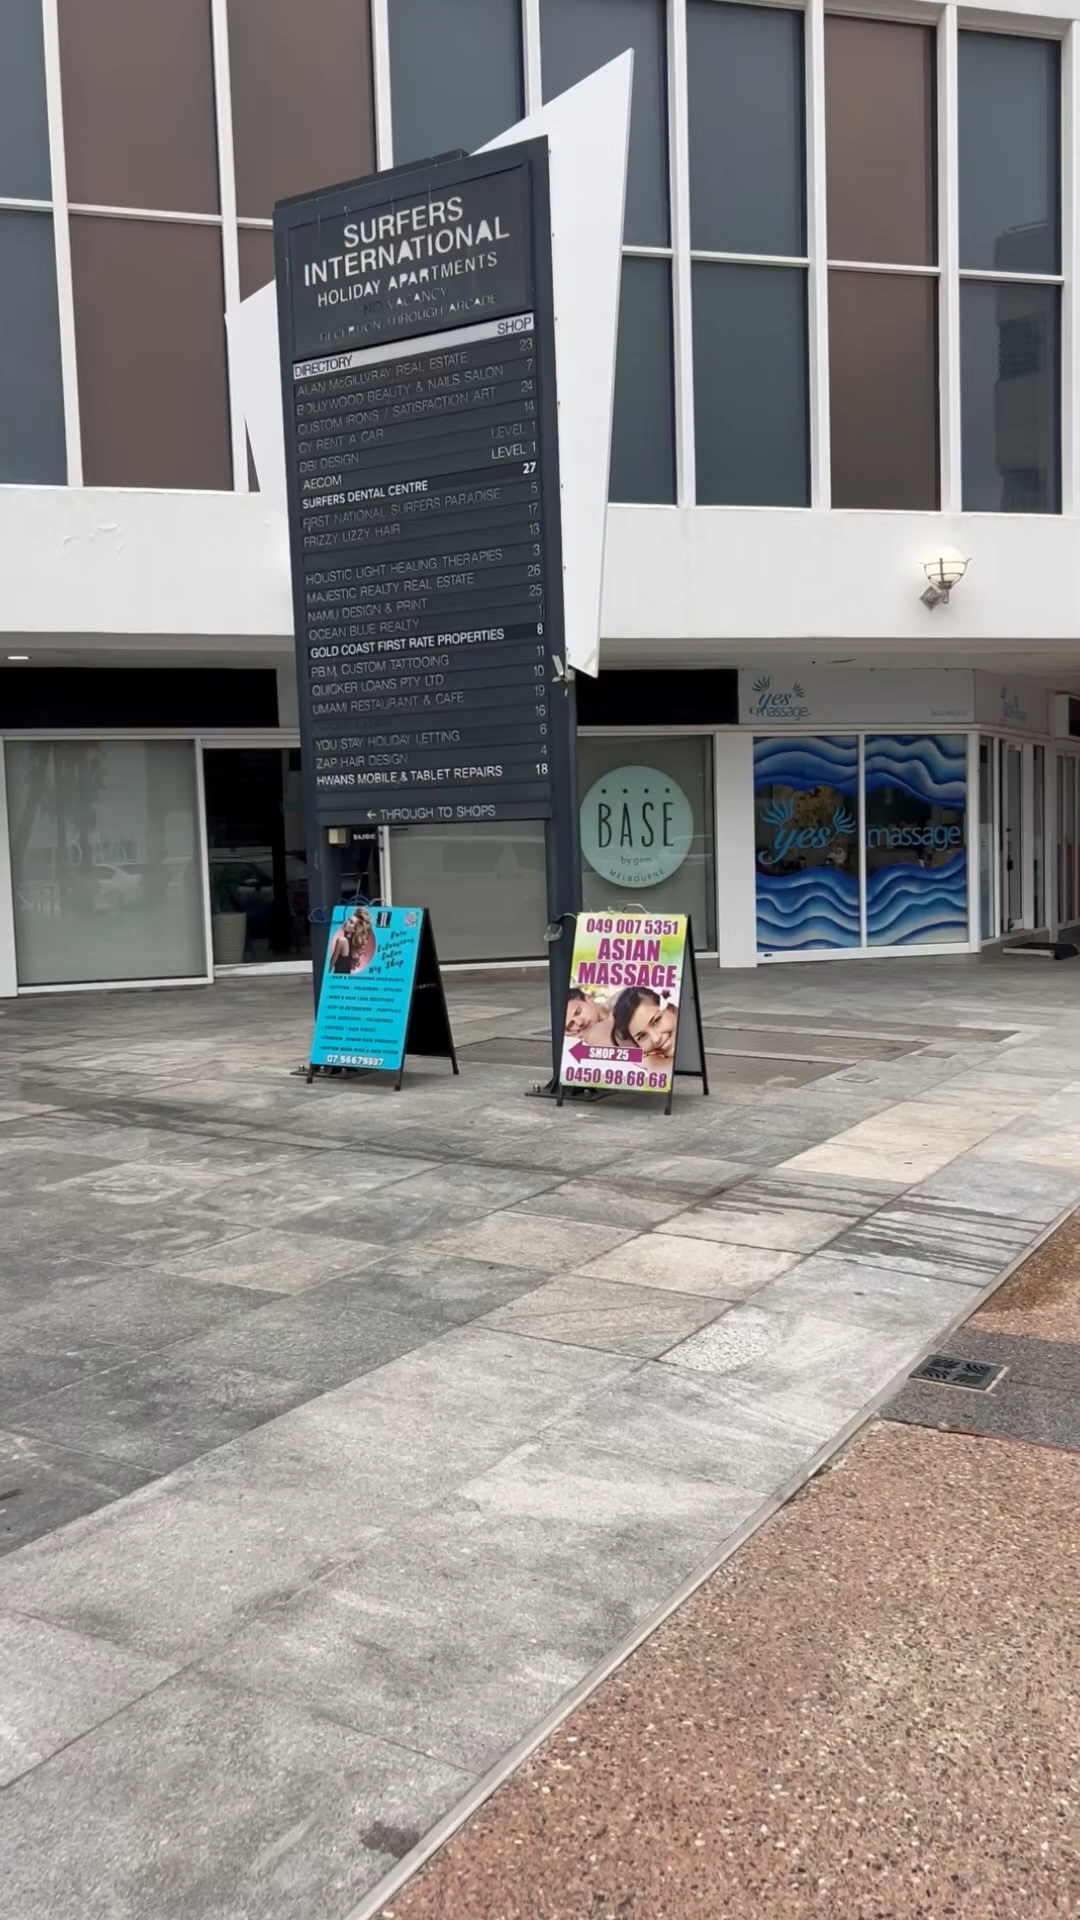 SURFERS
INTERNATIONAL
HOLIDAY APARTMENTS
NO VACANCY
RECEPTION THROUGH ARCADE
DIRECTORY SHOP
ALAN McGILLVRAY REAL ESTATE 23
BOLLYWOOD BEAUTY & NAILS SALON 7
CUSTOM IRONS / SATISFACTION ART 24
CY RENT A CAR 14
DBI DESIGN LEVEL 1
AECOM LEVEL 1
SURFERS DENTAL CENTRE 27
FIRST NATIONAL SURFERS PARADISE 5
FRIZZY LIZZY HAIR 17
13
HOUSTIC LIGHT HEALING THERAPIES 3
MAJESTIC REALTY REAL ESTATE 26
NAMU DESIGN & PRINT 25
OCEAN BLUE REALTY 1
GOLD COAST FIRST RATE PROPERTIES 8
PBM CUSTOM TATTOOING 11
QUICKER LOANS PTY LTD 10
UMAMI RESTAURANT & CAFE 19
16
YOU STAY HOLIDAY LETTING 6
ZAP HAIR DESIGN 4
HWANS MOBILE & TABLET REPAIRS 18
← THROUGH TO SHOPS
yes
massage
BASE
by gem
MELBOURNE
yes massage
Hair
Extensions
Salon
Wig Shop
07 56679337
049 007 5351
ASIAN
MASSAGE
SHOP 25
0450 98 68 68